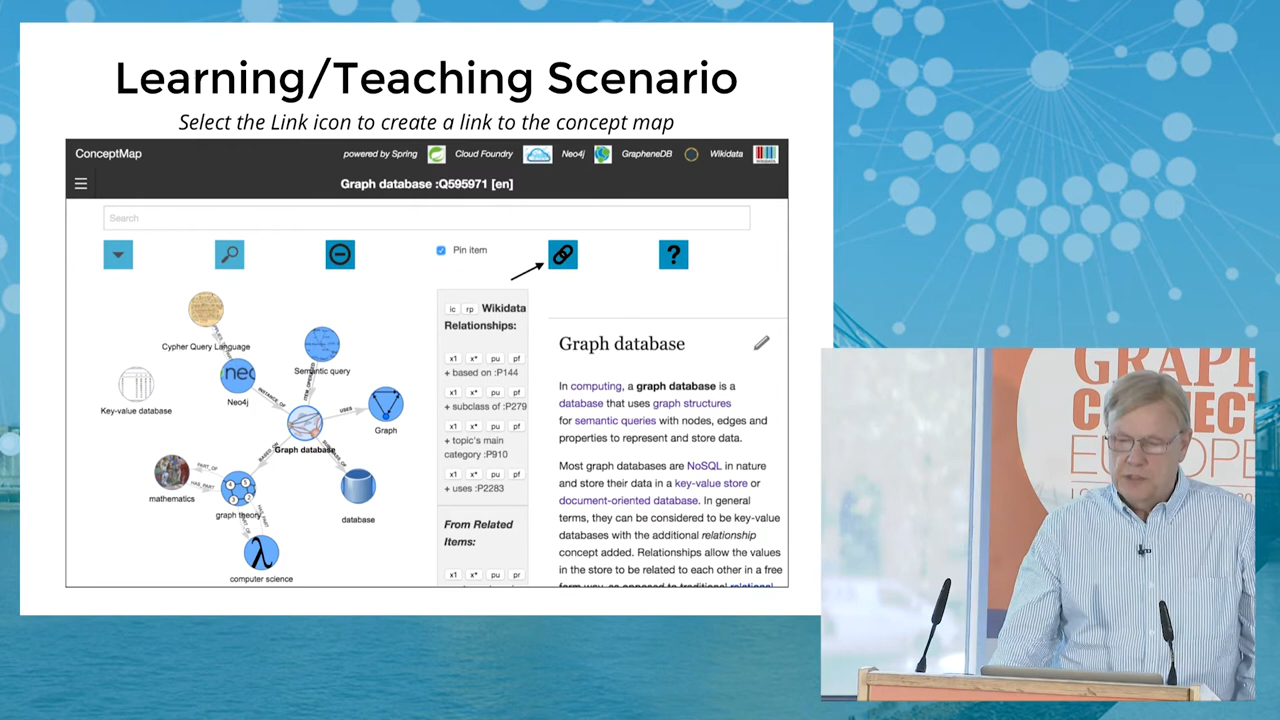 Learning/Teaching Scenario
Select the Link icon to create a link to the concept map
ConceptMap
powered by Spring
Cloud Foundry
Neo4j
GrapheneDB
Wikidata
Graph database :Q595971 [en]
Search
Pin item
?
Cypher Query Language
Semantic query
neo
Neo4j
Key-value database
INSTANCE_OF
USES
Graph
Graph database
PART_OF
HAS_PART
mathematics
graph theory
database
λ
computer science
ic rp Wikidata
Relationships:
x1 x* pu pf
+ based on :P144
x1 x* pu pf
+ subclass of :P279
x1 x* pu pf
+ topic's main
category :P910
x1 x* pu pf
+ uses :P2283
From Related
Items:
x1 x* pu pr
Graph database
In computing, a graph database is a
database that uses graph structures
for semantic queries with nodes, edges and
properties to represent and store data.
Most graph databases are NoSQL in nature
and store their data in a key-value store or
document-oriented database. In general
terms, they can be considered to be key-value
databases with the additional relationship
concept added. Relationships allow the values
in the store to be related to each other in a free
form way, as opposed to traditional relational
GRAPH
CONNECT
EUROPE